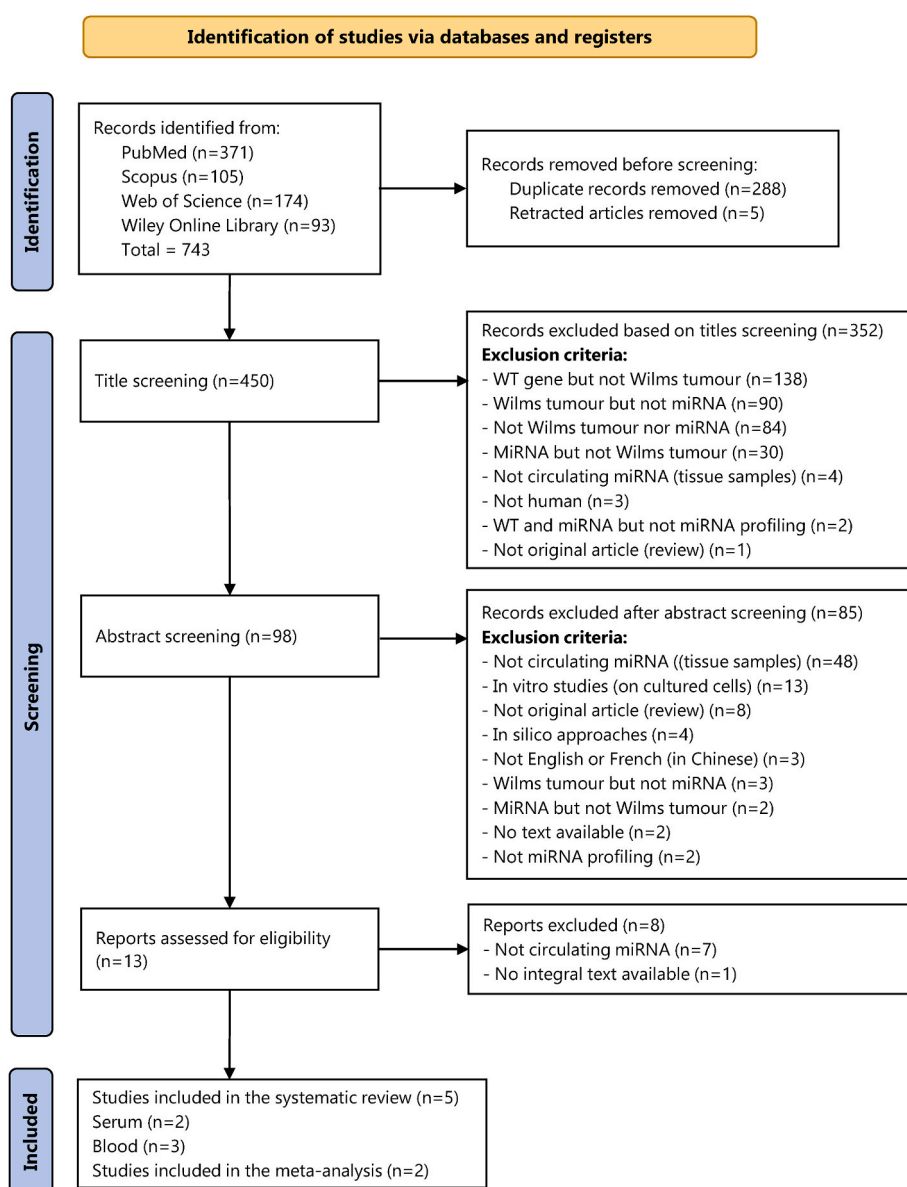 Identification of studies via databases and registers
Identification
Records identified from:
PubMed (n=371)
Scopus (n=105)
Web of Science (n=174)
Wiley Online Library (n=93)
Total = 743
Records removed before screening:
Duplicate records removed (n=288)
Retracted articles removed (n=5)
Screening
Title screening (n=450)
Records excluded based on titles screening (n=352)
Exclusion criteria:
- WT gene but not Wilms tumour (n=138)
- Wilms tumour but not miRNA (n=90)
- Not Wilms tumour nor miRNA (n=84)
- MiRNA but not Wilms tumour (n=30)
- Not circulating miRNA (tissue samples) (n=4)
- Not human (n=3)
- WT and miRNA but not miRNA profiling (n=2)
- Not original article (review) (n=1)
Abstract screening (n=98)
Records excluded after abstract screening (n=85)
Exclusion criteria:
- Not circulating miRNA ((tissue samples) (n=48)
- In vitro studies (on cultured cells) (n=13)
- Not original article (review) (n=8)
- In silico approaches (n=4)
- Not English or French (in Chinese) (n=3)
- Wilms tumour but not miRNA (n=3)
- MiRNA but not Wilms tumour (n=2)
- No text available (n=2)
- Not miRNA profiling (n=2)
Reports assessed for eligibility
(n=13)
Reports excluded (n=8)
- Not circulating miRNA (n=7)
- No integral text available (n=1)
Included
Studies included in the systematic review (n=5)
Serum (n=2)
Blood (n=3)
Studies included in the meta-analysis (n=2)